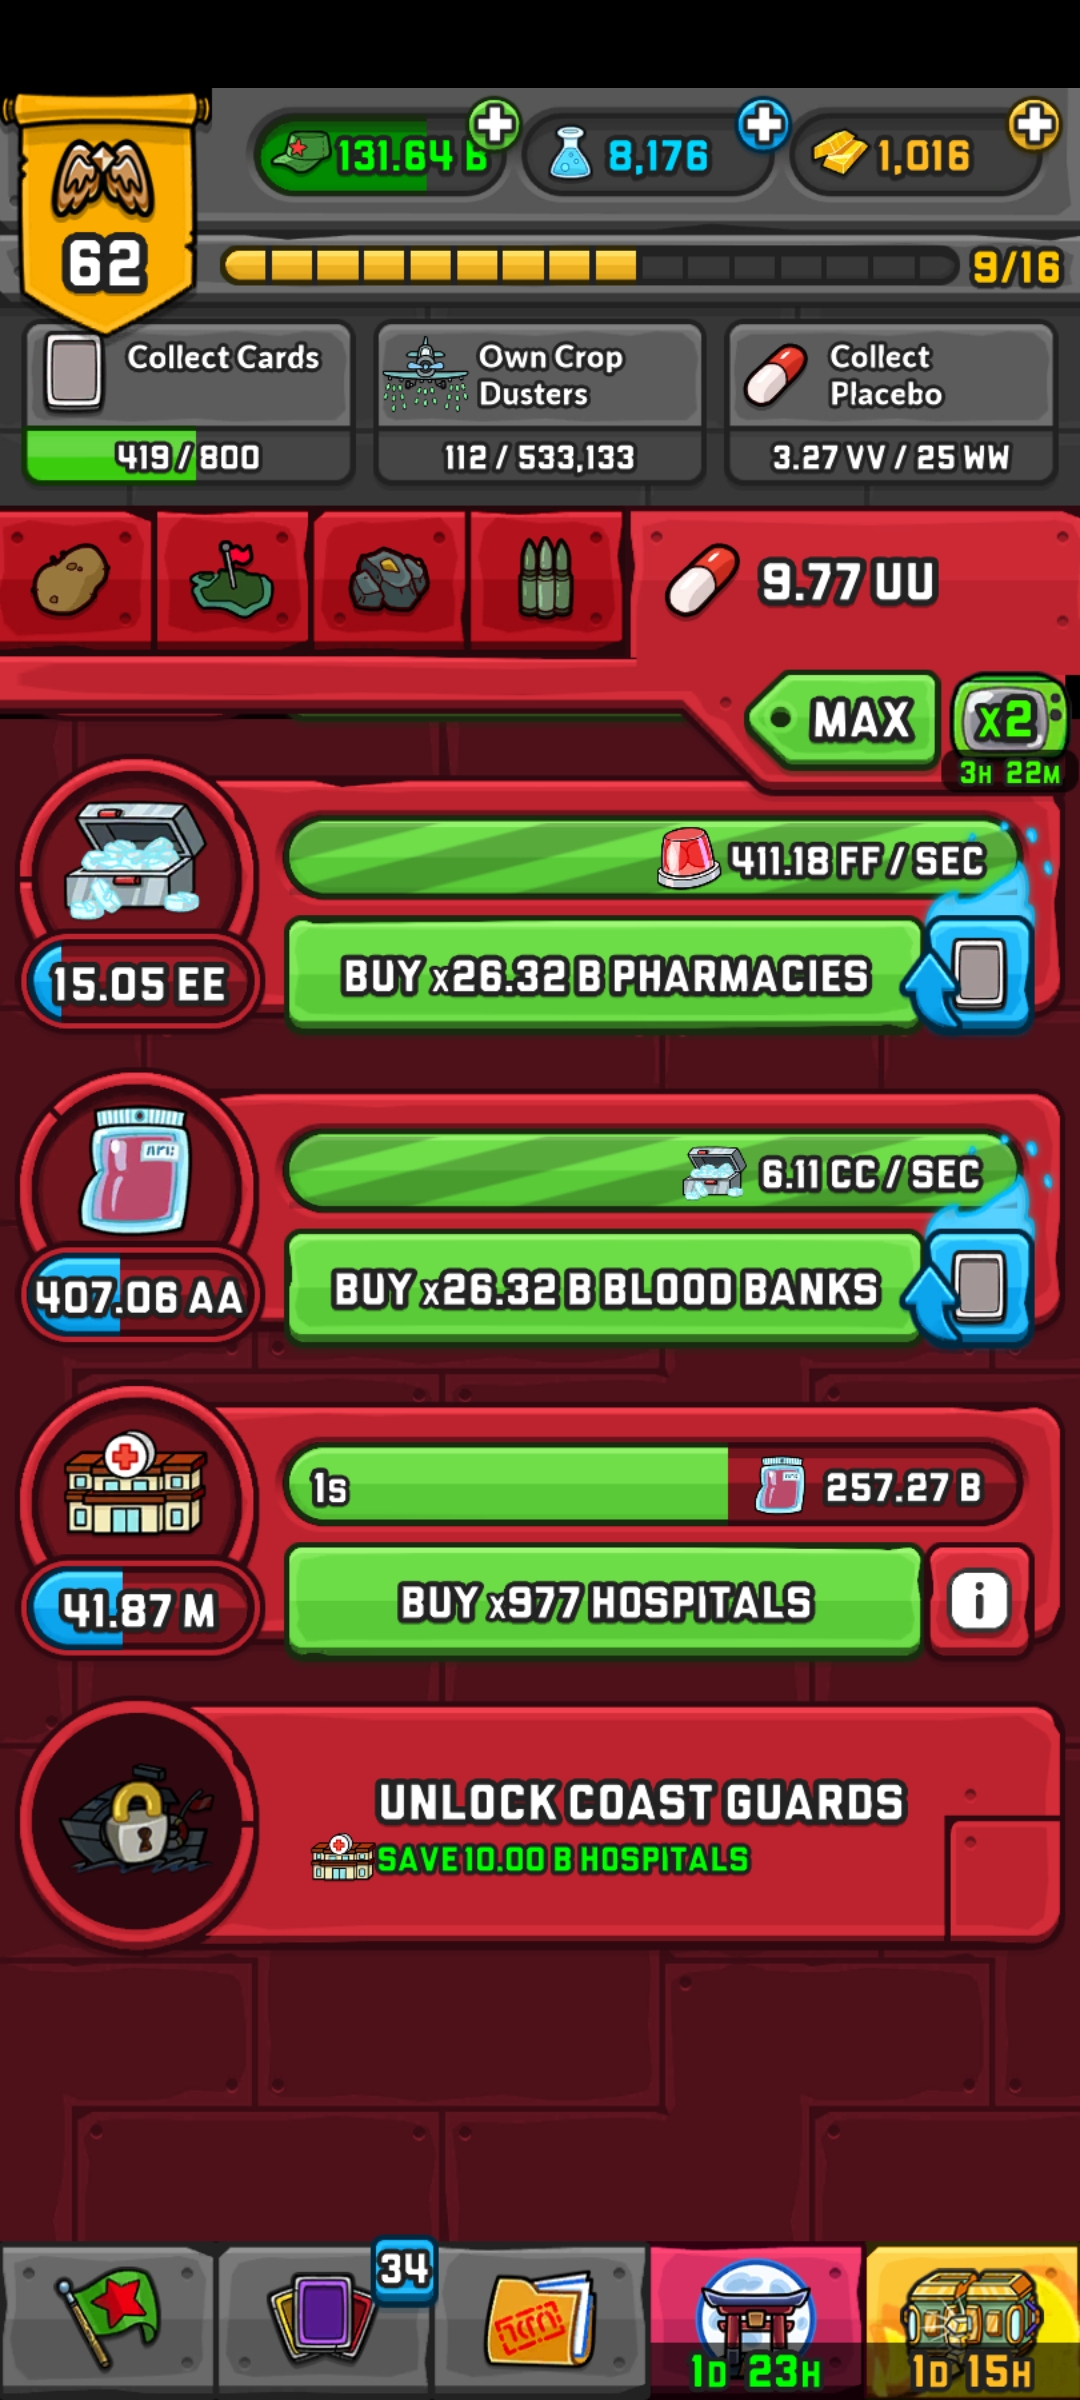 131.64 B
8,176
1,016
62
9/16
Collect Cards
419 / 800
Own Crop
Dusters
112 / 533,133
Collect
Placebo
3.27 VV / 25 WW
9.77 UU
MAX
x2
3H 22M
411.18 FF / SEC
15.05 EE
BUY x26.32 B PHARMACIES
6.11 CC / SEC
407.06 AA
BUY x26.32 B BLOOD BANKS
1s
257.27 B
41.87 M
BUY x977 HOSPITALS
i
UNLOCK COAST GUARDS
SAVE 10.00 B HOSPITALS
34
1D 23H
1D 15H